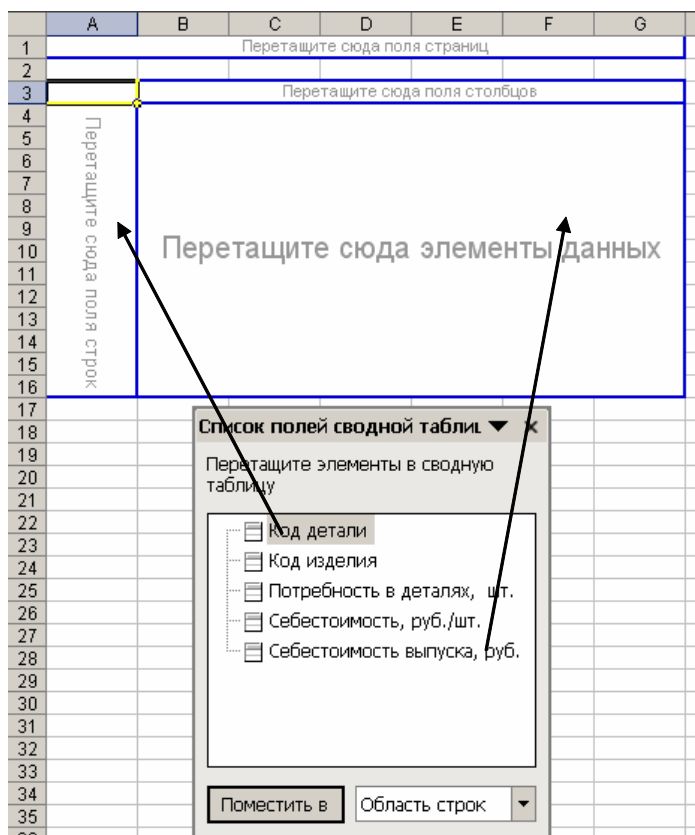 A B C D E F G
1 Перетащите сюда поля страниц
2
3 Перетащите сюда поля столбцов
4
5
6
7
8
9
10 Перетащите сюда элементы данных
11
12
13
14
15
16
Перетащите сюда поля строк
17
18
19
20
21
22
23
24
25
26
27
28
29
30
31
32
33
34
35
Список полей сводной таблиц
Перетащите элементы в сводную
таблицу
Код детали
Код изделия
Потребность в деталях, шт.
Себестоимость, руб./шт.
Себестоимость выпуска, руб.
Поместить в Область строк